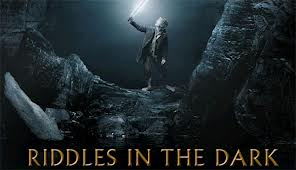 RIDDLES IN THE DARK